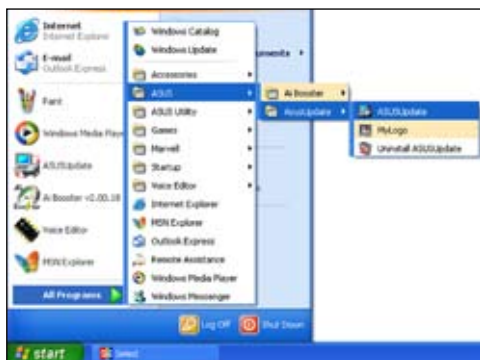 Internet
Internet Explorer
E-mail
Outlook Express
Paint
Windows Media Play
ASUSUpdate
Ai Booster v2.00.18
Voice Editor
MSN Explorer
All Programs
Windows Catalog
Windows Update
Accessories
ASUS
ASUS Utility
Games
Marvell
Startup
Voice Editor
Internet Explorer
MSN Explorer
Outlook Express
Remote Assistance
Windows Media Player
Windows Messenger
uments
Ai Booster
AsusUpdate
ASUSUpdate
MyLogo
Uninstall ASUSUpdate
Log Off
Shut Down
start